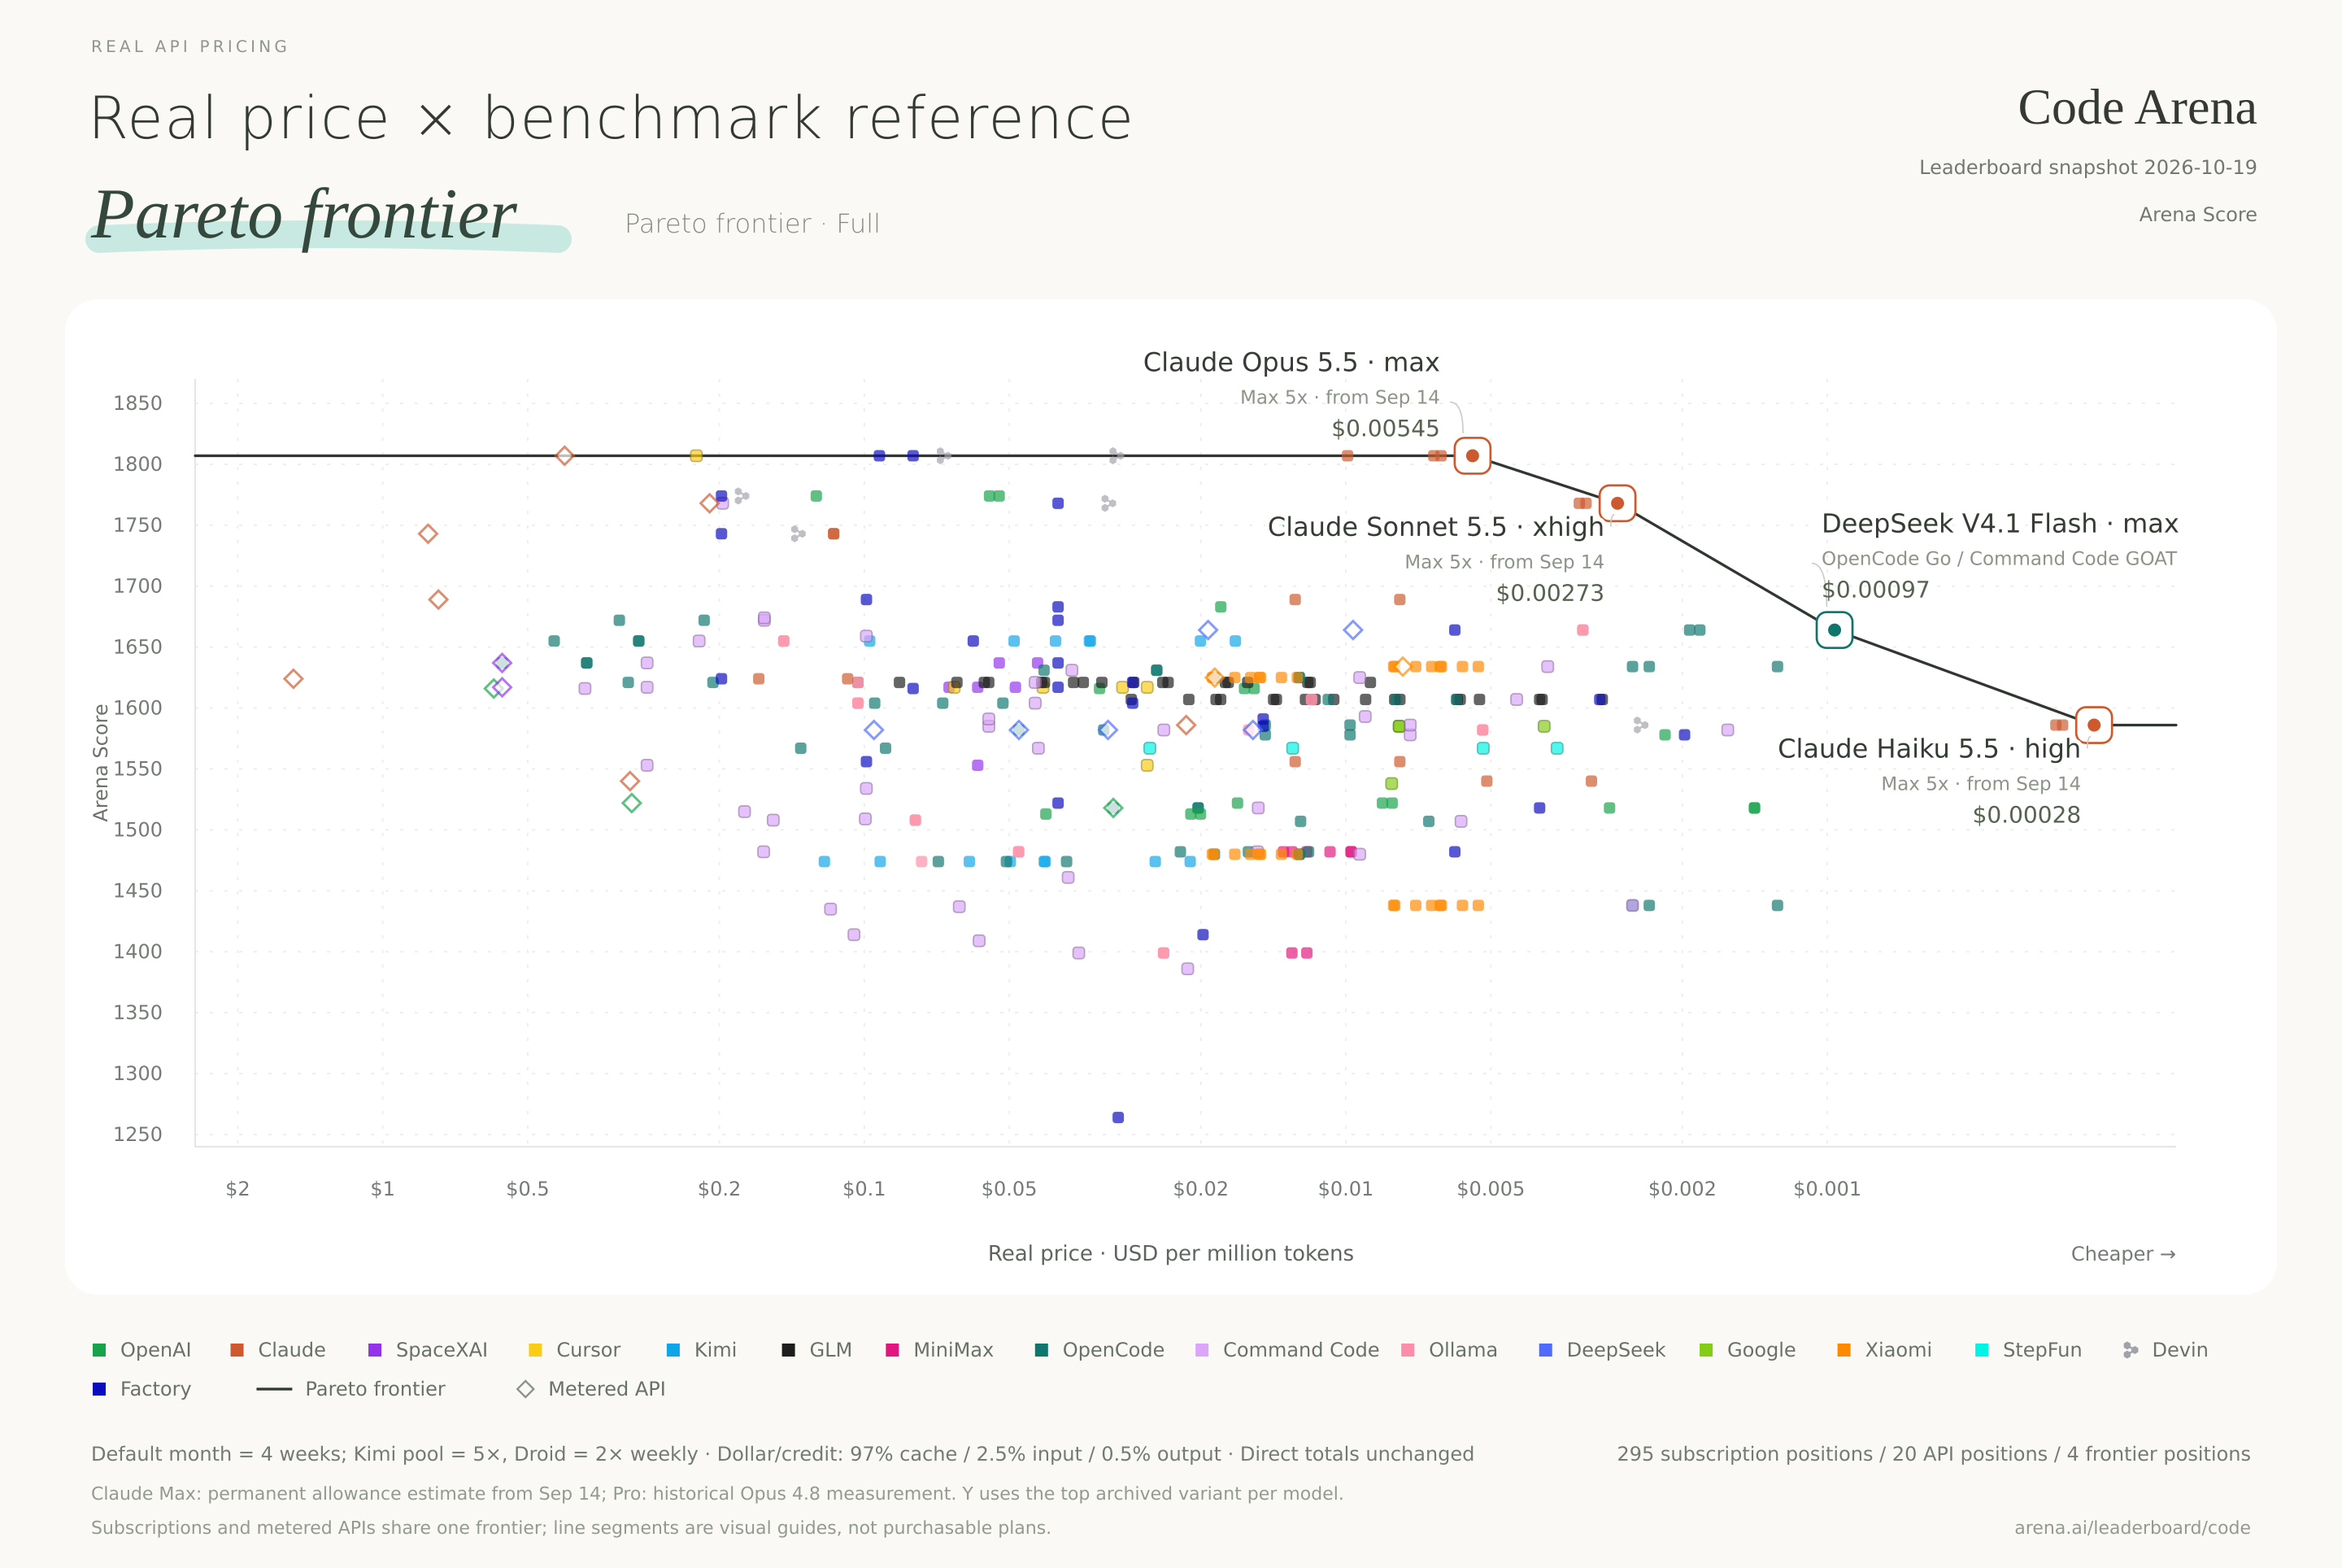 REAL API PRICING
Real price × benchmark reference
Pareto frontier
Pareto frontier · Full
Code Arena
Leaderboard snapshot 2026-10-19
Arena Score
Claude Opus 5.5 · max
Max 5x · from Sep 14
$0.00545
Claude Sonnet 5.5 · xhigh
Max 5x · from Sep 14
$0.00273
DeepSeek V4.1 Flash · max
OpenCode Go / Command Code GOAT
$0.00097
Claude Haiku 5.5 · high
Max 5x · from Sep 14
$0.00028
Arena Score
1850
1800
1750
1700
1650
1600
1550
1500
1450
1400
1350
1300
1250
$2 $1 $0.5 $0.2 $0.1 $0.05 $0.02 $0.01 $0.005 $0.002 $0.001
Real price · USD per million tokens
Cheaper →
OpenAI Claude SpaceXAI Cursor Kimi GLM MiniMax OpenCode Command Code Ollama DeepSeek Google Xiaomi StepFun Devin
Factory Pareto frontier Metered API
Default month = 4 weeks; Kimi pool = 5×, Droid = 2× weekly · Dollar/credit: 97% cache / 2.5% input / 0.5% output · Direct totals unchanged
295 subscription positions / 20 API positions / 4 frontier positions
Claude Max: permanent allowance estimate from Sep 14; Pro: historical Opus 4.8 measurement. Y uses the top archived variant per model.
Subscriptions and metered APIs share one frontier; line segments are visual guides, not purchasable plans.
arena.ai/leaderboard/code